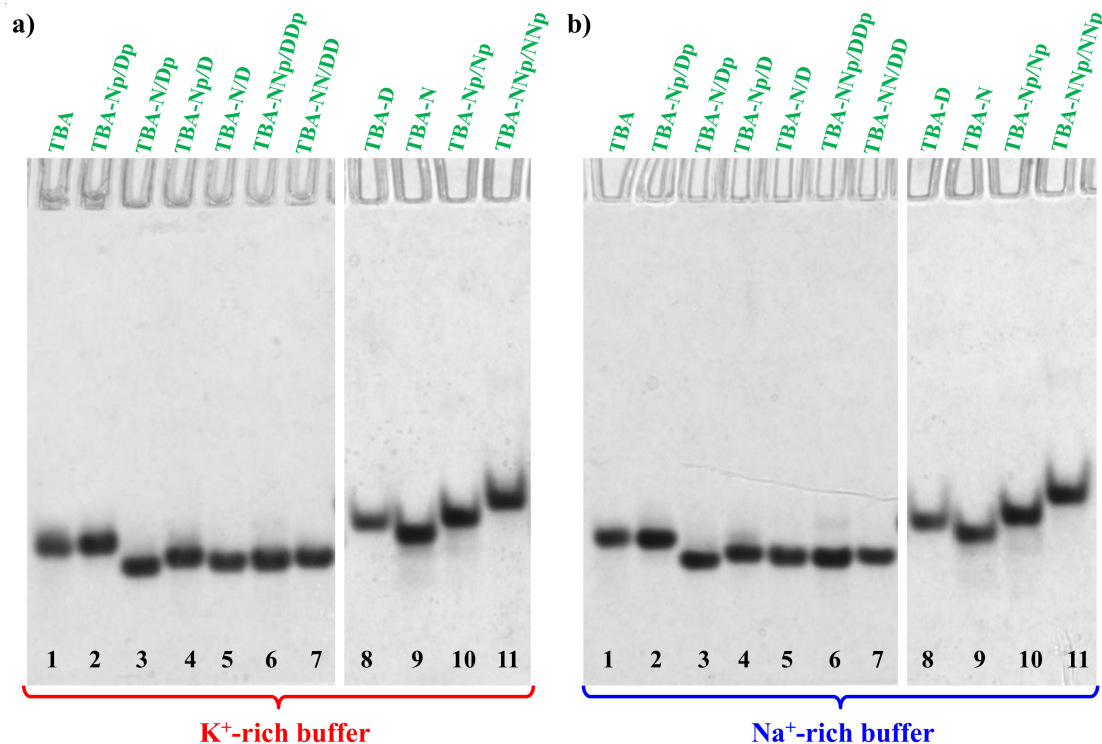 a)
TBA
TBA-Np/Dp
TBA-N/Dp
TBA-Np/D
TBA-N/D
TBA-NNp/DDp
TBA-NN/DD
TBA-D
TBA-N
TBA-Np/Np
TBA-NNp/NNp
1 2 3 4 5 6 7 8 9 10 11
K⁺-rich buffer
b)
TBA
TBA-Np/Dp
TBA-N/Dp
TBA-Np/D
TBA-N/D
TBA-NNp/DDp
TBA-NN/DD
TBA-D
TBA-N
TBA-Np/Np
TBA-NNp/NNp
1 2 3 4 5 6 7 8 9 10 11
Na⁺-rich buffer